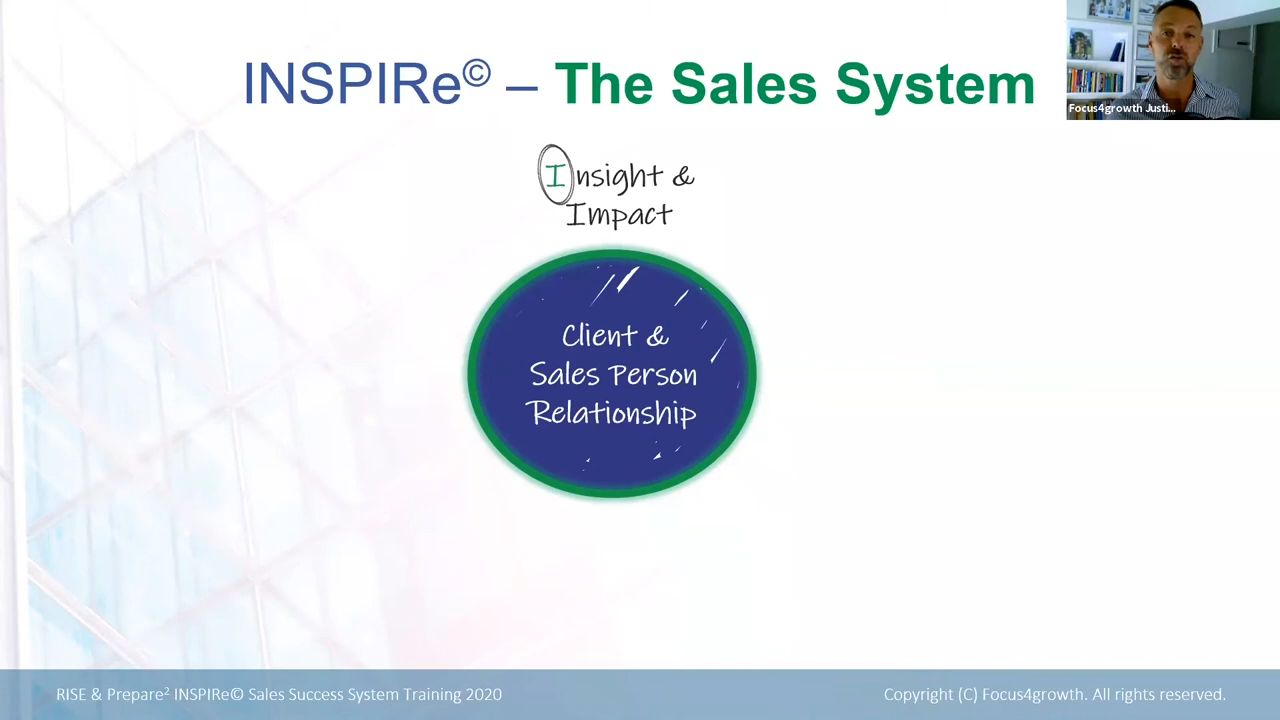 INSPIRe© – The Sales System
Focus4growth Justi...
Insight &
Impact
Client &
Sales Person
Relationship
RISE & Prepare² INSPIRe© Sales Success System Training 2020
Copyright (C) Focus4growth. All rights reserved.